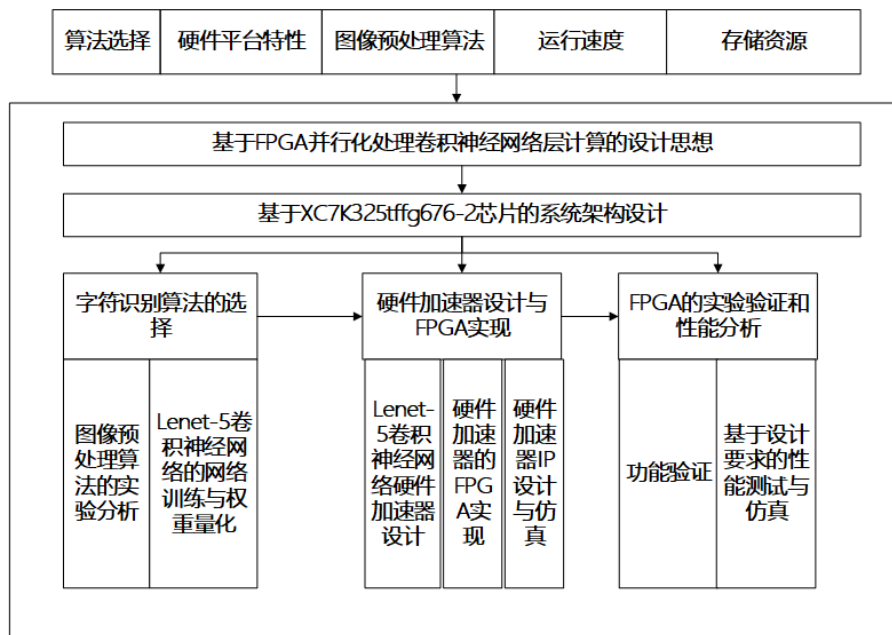 算法选择
硬件平台特性
图像预处理算法
运行速度
存储资源
基于FPGA并行化处理卷积神经网络层计算的设计思想
基于XC7K325tffg676-2芯片的系统架构设计
字符识别算法的选
择
硬件加速器设计与
FPGA实现
FPGA的实验验证和
性能分析
图像预
处理算
法的实
验分析
Lenet-5卷
积神经网
络的网络
训练与权
重量化
Lenet-
5卷积
神经网
络硬件
加速器
设计
硬件
加速
器的
FPG
A实
现
硬件
加速
器IP
设计
与仿
真
功能验证
基于设计
要求的性
能测试与
仿真